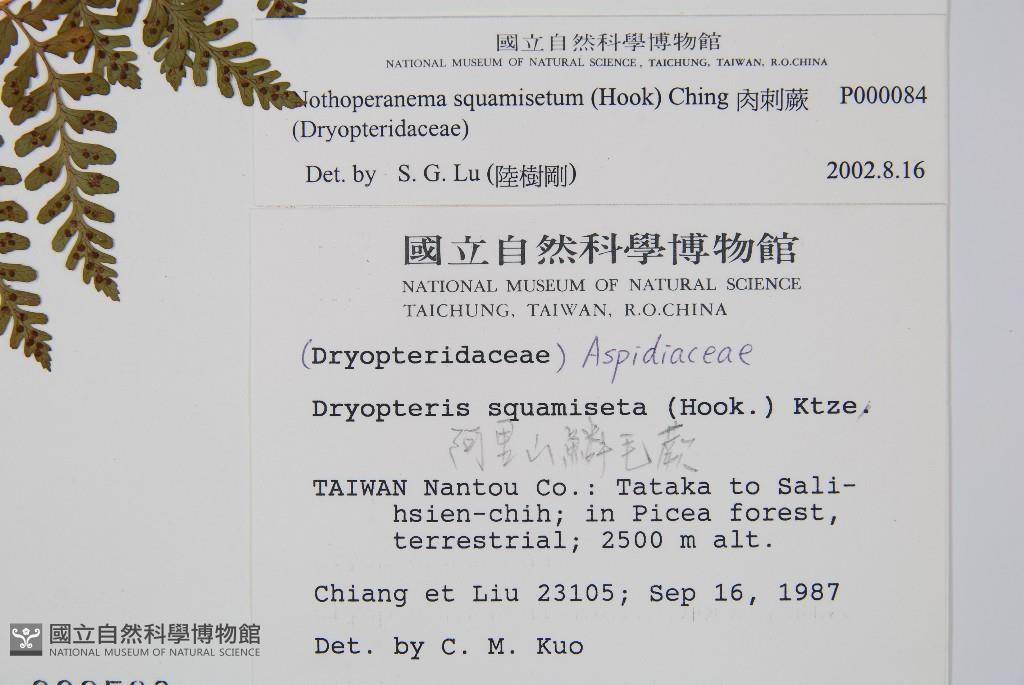 國立自然科學博物館
NATIONAL MUSEUM OF NATURAL SCIENCE, TAICHUNG, TAIWAN, R.O.CHINA
Nothoperanema squamisetum (Hook) Ching 肉刺蕨 P000084
(Dryopteridaceae)
Det. by S. G. Lu (陸樹剛) 2002.8.16
國立自然科學博物館
NATIONAL MUSEUM OF NATURAL SCIENCE
TAICHUNG, TAIWAN, R.O.CHINA
(Dryopteridaceae) Aspidiaceae
Dryopteris squamiseta (Hook.) Ktze.
阿里山鱗毛蕨
TAIWAN Nantou Co.: Tataka to Sali-
hsien-chih; in Picea forest,
terrestrial; 2500 m alt.
Chiang et Liu 23105; Sep 16, 1987
Det. by C. M. Kuo
國立自然科學博物館
NATIONAL MUSEUM OF NATURAL SCIENCE